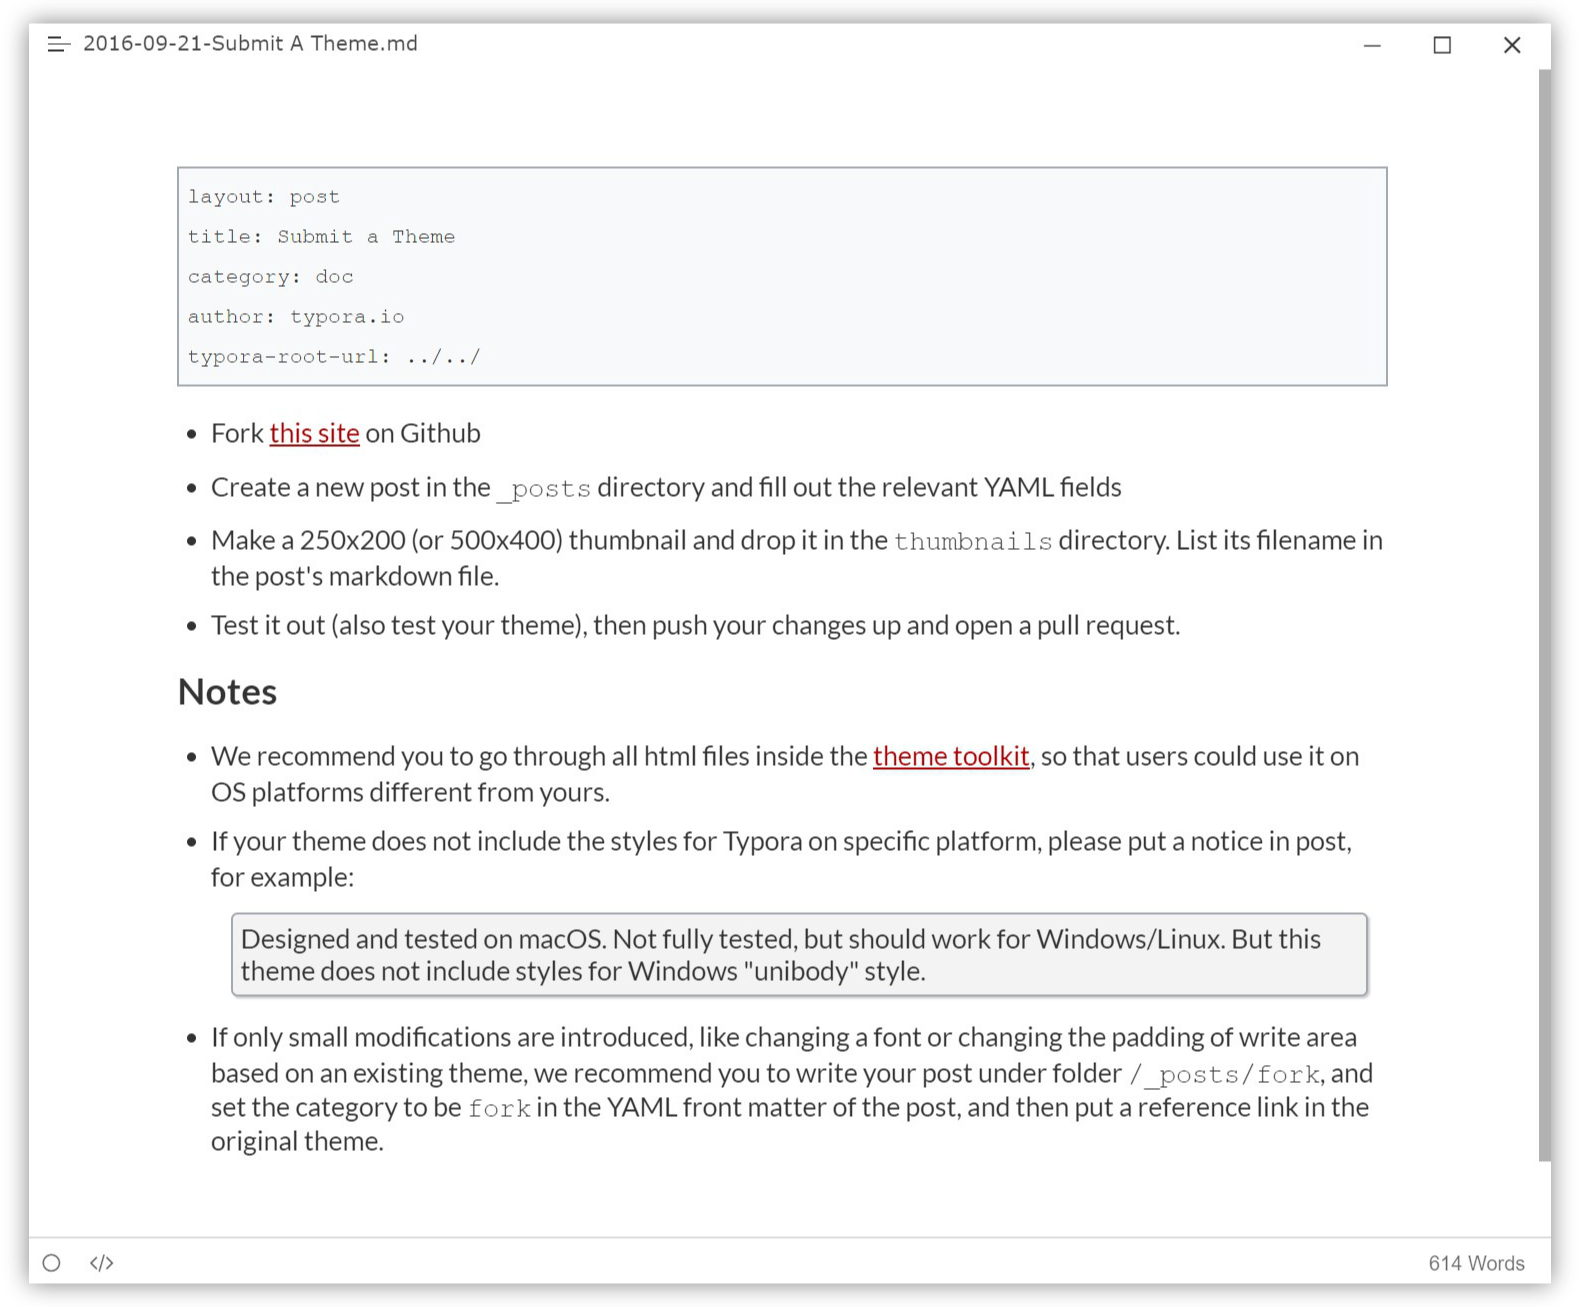 2016-09-21-Submit A Theme.md
layout: post
title: Submit a Theme
category: doc
author: typora.io
typora-root-url: ../../
• Fork this site on Github
• Create a new post in the _posts directory and fill out the relevant YAML fields
• Make a 250x200 (or 500x400) thumbnail and drop it in the thumbnails directory. List its filename in
the post's markdown file.
• Test it out (also test your theme), then push your changes up and open a pull request.
Notes
• We recommend you to go through all html files inside the theme toolkit, so that users could use it on
OS platforms different from yours.
• If your theme does not include the styles for Typora on specific platform, please put a notice in post,
for example:
Designed and tested on macOS. Not fully tested, but should work for Windows/Linux. But this
theme does not include styles for Windows "unibody" style.
• If only small modifications are introduced, like changing a font or changing the padding of write area
based on an existing theme, we recommend you to write your post under folder /_posts/fork, and
set the category to be fork in the YAML front matter of the post, and then put a reference link in the
original theme.
</> 614 Words